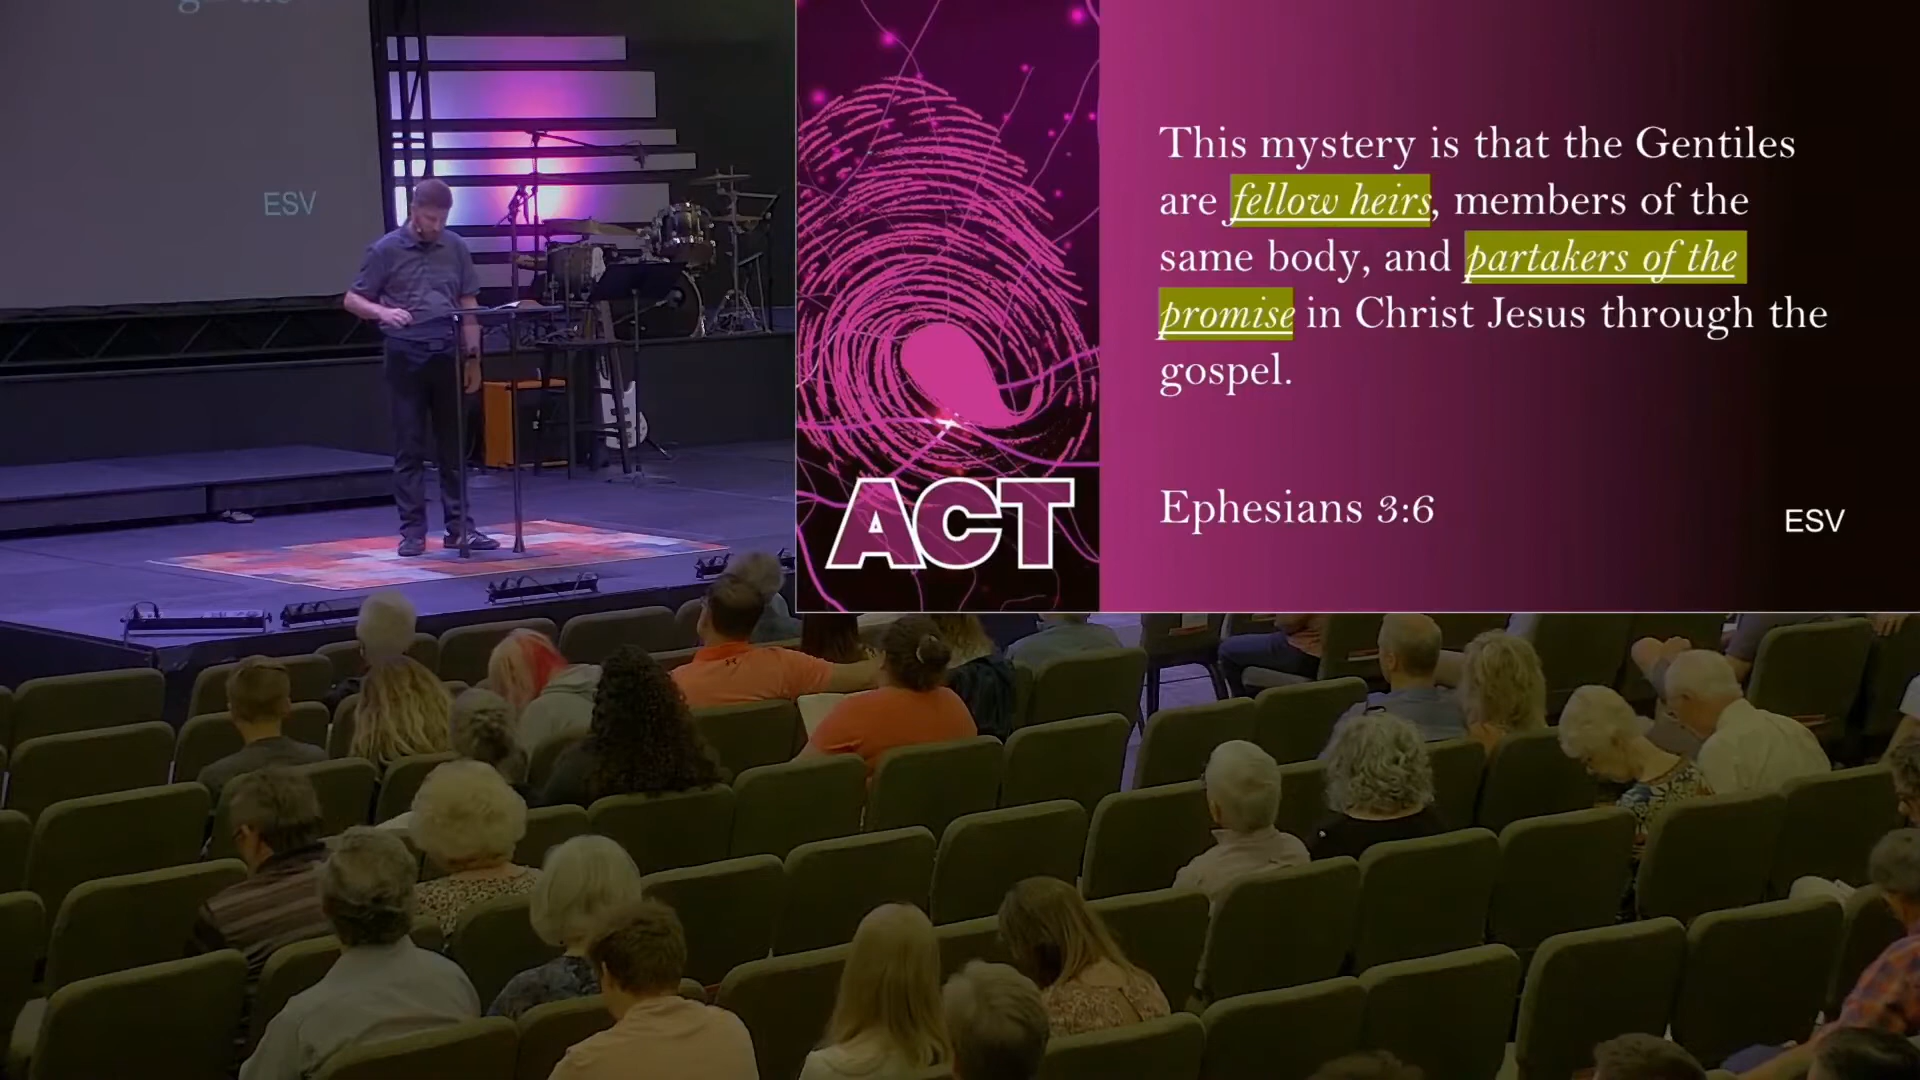 ESV
ACT
This mystery is that the Gentiles
are fellow heirs, members of the
same body, and partakers of the
promise in Christ Jesus through the
gospel.
Ephesians 3:6
ESV